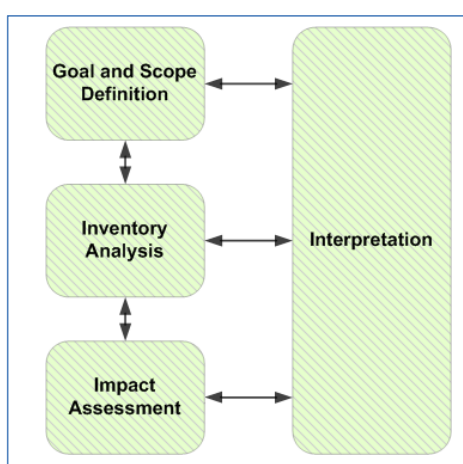 Goal and Scope
Definition
Inventory
Analysis
Interpretation
Impact
Assessment